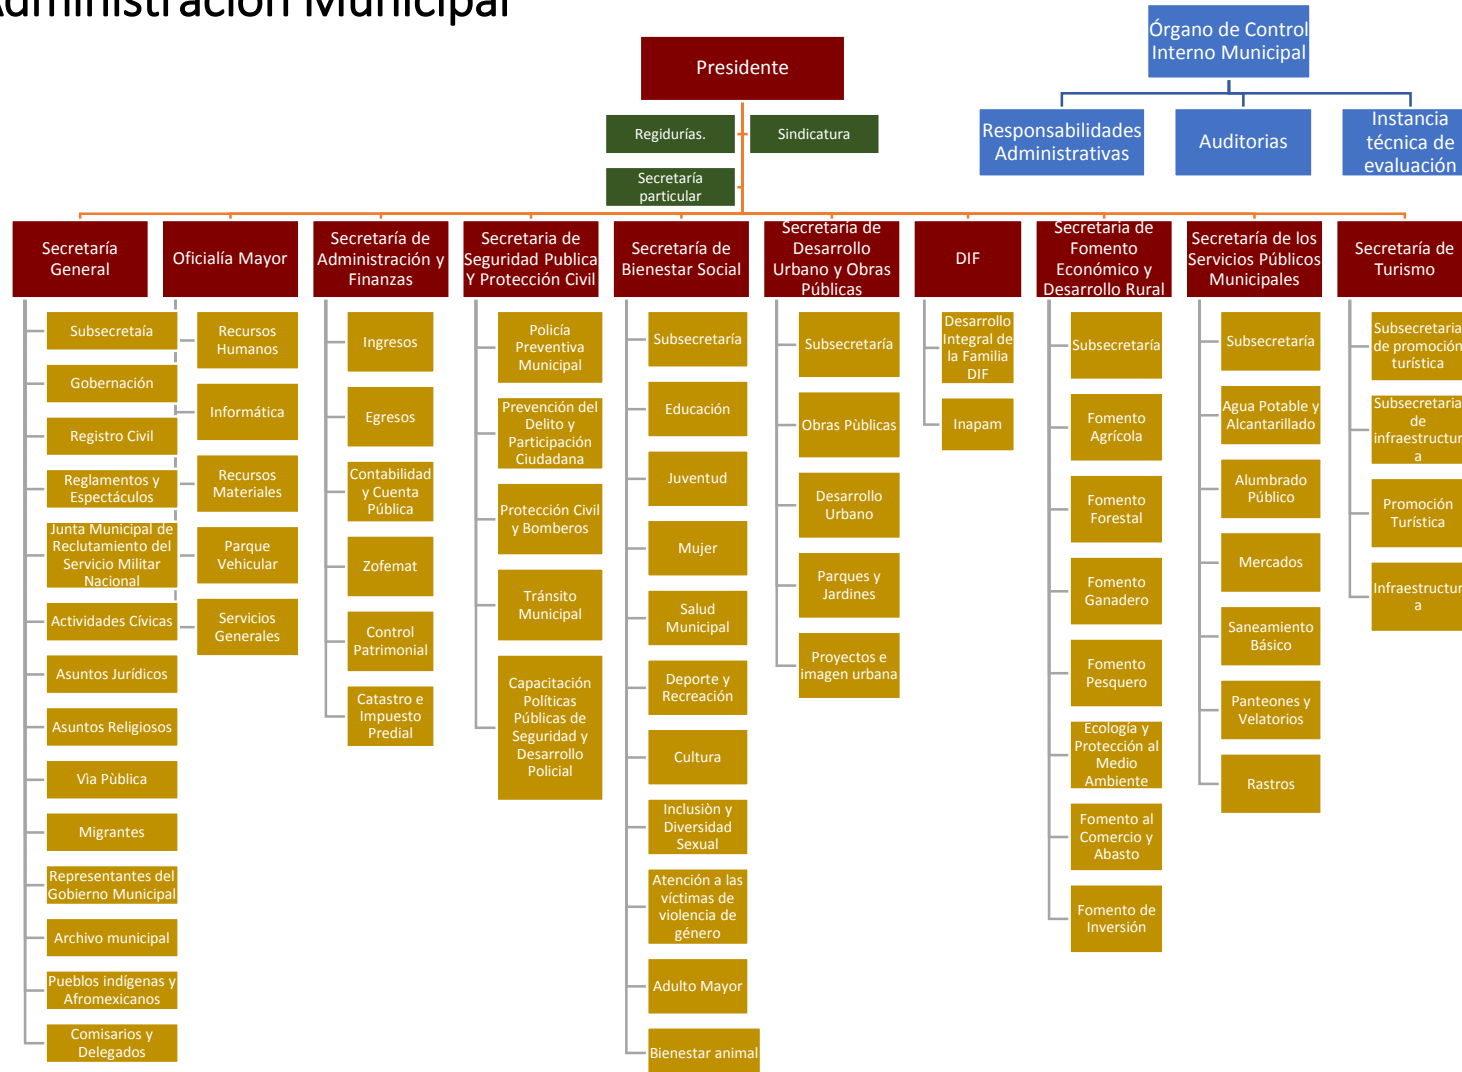 Administración Municipal
Presidente
Regidurías.
Sindicatura
Secretaría
particular
Órgano de Control
Interno Municipal
Responsabilidades
Administrativas
Auditorias
Instancia
técnica de
evaluación
Secretaría
General
Subsecretaía
Gobernación
Registro Civil
Reglamentos y
Espectáculos
Junta Municipal de
Reclutamiento del
Servicio Militar
Nacional
Actividades Cívicas
Asuntos Jurídicos
Asuntos Religiosos
Vìa Pùblica
Migrantes
Representantes del
Gobierno Municipal
Archivo municipal
Pueblos indígenas y
Afromexicanos
Comisarios y
Delegados
Oficialía Mayor
Recursos
Humanos
Informática
Recursos
Materiales
Parque
Vehicular
Servicios
Generales
Secretaría de
Administración y
Finanzas
Ingresos
Egresos
Contabilidad
y Cuenta
Pública
Zofemat
Control
Patrimonial
Catastro e
Impuesto
Predial
Secretaria de
Seguridad Publica
Y Protección Civil
Policía
Preventiva
Municipal
Prevención del
Delito y
Participación
Ciudadana
Protección Civil
y Bomberos
Tránsito
Municipal
Capacitación
Políticas
Públicas de
Seguridad y
Desarrollo
Policial
Secretaría de
Bienestar Social
Subsecretaría
Educación
Juventud
Mujer
Salud
Municipal
Deporte y
Recreación
Cultura
Inclusiòn y
Diversidad
Sexual
Atención a las
víctimas de
violencia de
género
Adulto Mayor
Bienestar animal
Secretaría de
Desarrollo
Urbano y Obras
Públicas
Subsecretaría
Obras Pùblicas
Desarrollo
Urbano
Parques y
Jardines
Proyectos e
imagen urbana
DIF
Desarrollo
Integral de
la Familia
DIF
Inapam
Secretaría de
Fomento
Económico y
Desarrollo Rural
Subsecretaría
Fomento
Agrícola
Fomento
Forestal
Fomento
Ganadero
Fomento
Pesquero
Ecología y
Protección al
Medio
Ambiente
Fomento al
Comercio y
Abasto
Fomento de
Inversión
Secretaría de los
Servicios Públicos
Municipales
Subsecretaría
Agua Potable y
Alcantarillado
Alumbrado
Público
Mercados
Saneamiento
Básico
Panteones y
Velatorios
Rastros
Secretaría de
Turismo
Subsecretaria
de promoción
turística
Subsecretaria
de
infraestructur
a
Promoción
Turística
Infraestructur
a